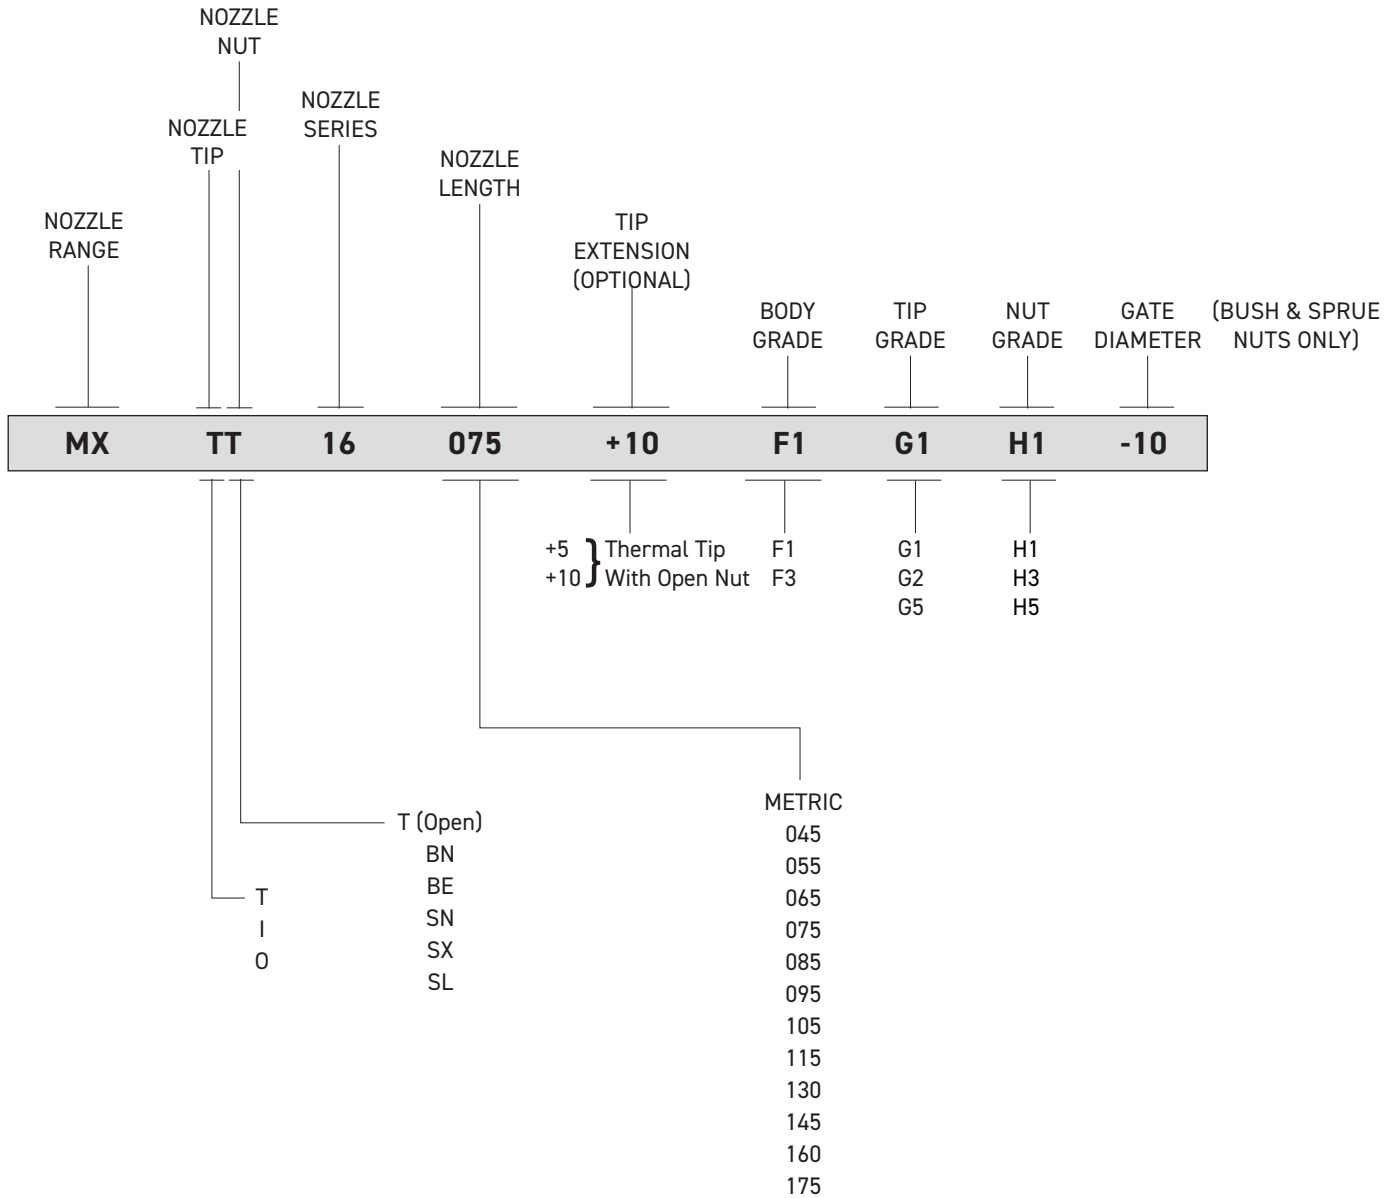 NOZZLE
NUT
NOZZLE
SERIES
NOZZLE
TIP
NOZZLE
LENGTH
NOZZLE
RANGE
TIP
EXTENSION
(OPTIONAL)
BODY
GRADE
TIP
GRADE
NUT
GRADE
GATE
DIAMETER
(BUSH & SPRUE
NUTS ONLY)
MX TT 16 075 +10 F1 G1 H1 -10
+5 } Thermal Tip
+10 With Open Nut
F1
F3
G1
G2
G5
H1
H3
H5
T (Open)
BN
BE
SN
SX
SL
T
I
O
METRIC
045
055
065
075
085
095
105
115
130
145
160
175